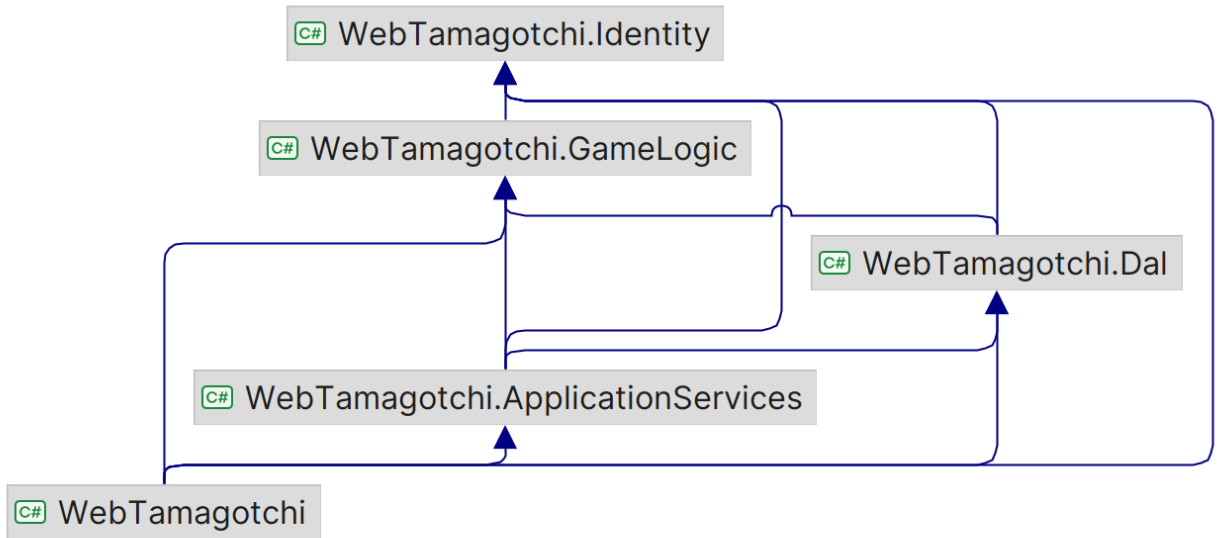 C# WebTamagotchi.Identity
C# WebTamagotchi.GameLogic
C# WebTamagotchi.Dal
C# WebTamagotchi.ApplicationServices
C# WebTamagotchi